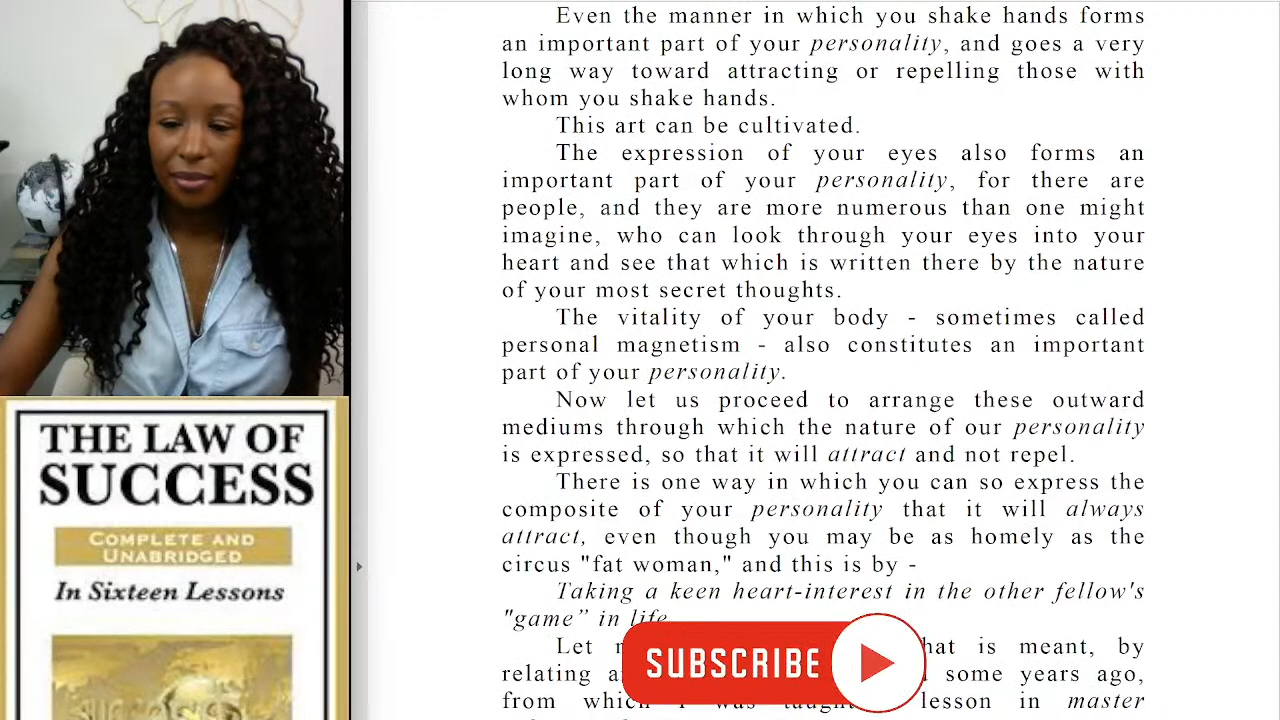 Even the manner in which you shake hands forms
an important part of your personality, and goes a very
long way toward attracting or repelling those with
whom you shake hands.
This art can be cultivated.
The expression of your eyes also forms an
important part of your personality, for there are
people, and they are more numerous than one might
imagine, who can look through your eyes into your
heart and see that which is written there by the nature
of your most secret thoughts.
The vitality of your body - sometimes called
personal magnetism - also constitutes an important
part of your personality.
Now let us proceed to arrange these outward
mediums through which the nature of our personality
is expressed, so that it will attract and not repel.
There is one way in which you can so express the
composite of your personality that it will always
attract, even though you may be as homely as the
circus "fat woman," and this is by -
Taking a keen heart-interest in the other fellow's
"game” in life
Let is meant, by
relating some years ago,
from which lesson in master
SUBSCRIBE
THE LAW OF
SUCCESS
COMPLETE AND
UNABRIDGED
In Sixteen Lessons